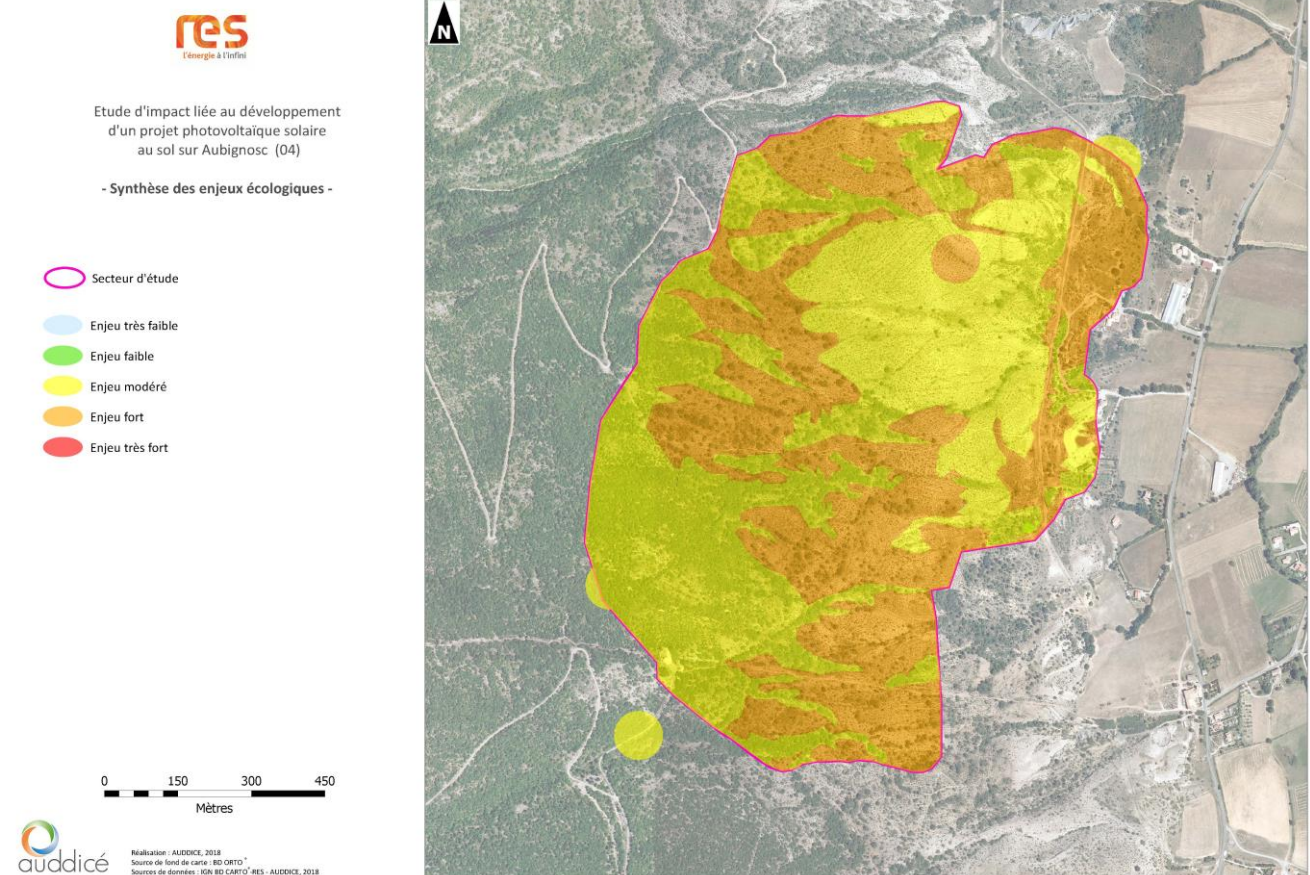 res
l'énergie à l'infini
N
Etude d'impact liée au développement
d'un projet photovoltaïque solaire
au sol sur Aubignosc (04)
- Synthèse des enjeux écologiques -
Secteur d'étude
Enjeu très faible
Enjeu faible
Enjeu modéré
Enjeu fort
Enjeu très fort
0 150 300 450
Mètres
auddicé
Réalisation : AUDDICE, 2018
Source de fond de carte : BD ORTO ®
Sources de données : IGN BD CARTO®-RES - AUDDICE, 2018